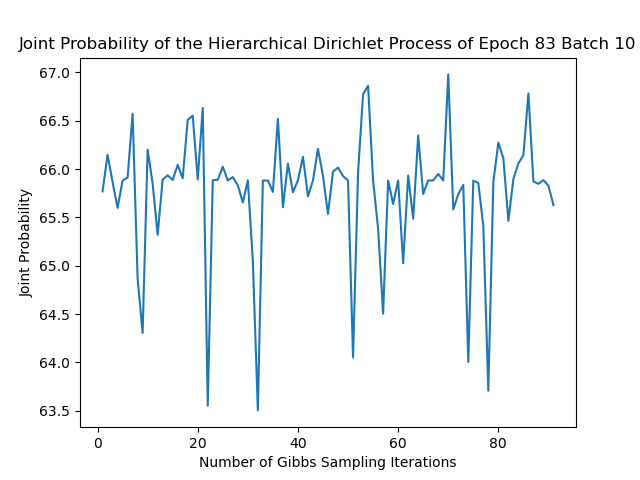 Joint Probability of the Hierarchical Dirichlet Process of Epoch 83 Batch 10
67.0
66.5
66.0
65.5
65.0
64.5
64.0
63.5
Joint Probability
0 20 40 60 80
Number of Gibbs Sampling Iterations